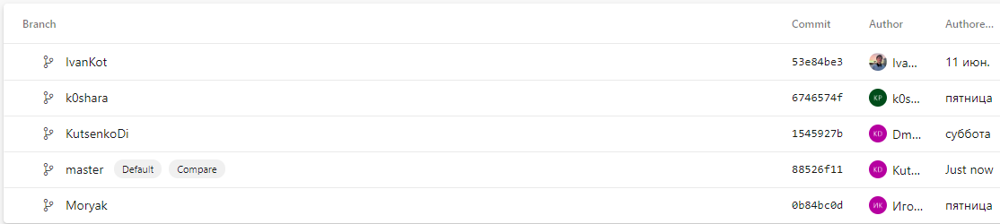 Branch Commit Author Authore...
IvanKot 53e84be3 Iva... 11 июн.
k0shara 6746574f KP k0s... пятница
KutsenkoDi 1545927b KD Dm... суббота
master Default Compare 88526f11 KD Kut... Just now
Moryak 0b84bc0d ИК Иго... пятница